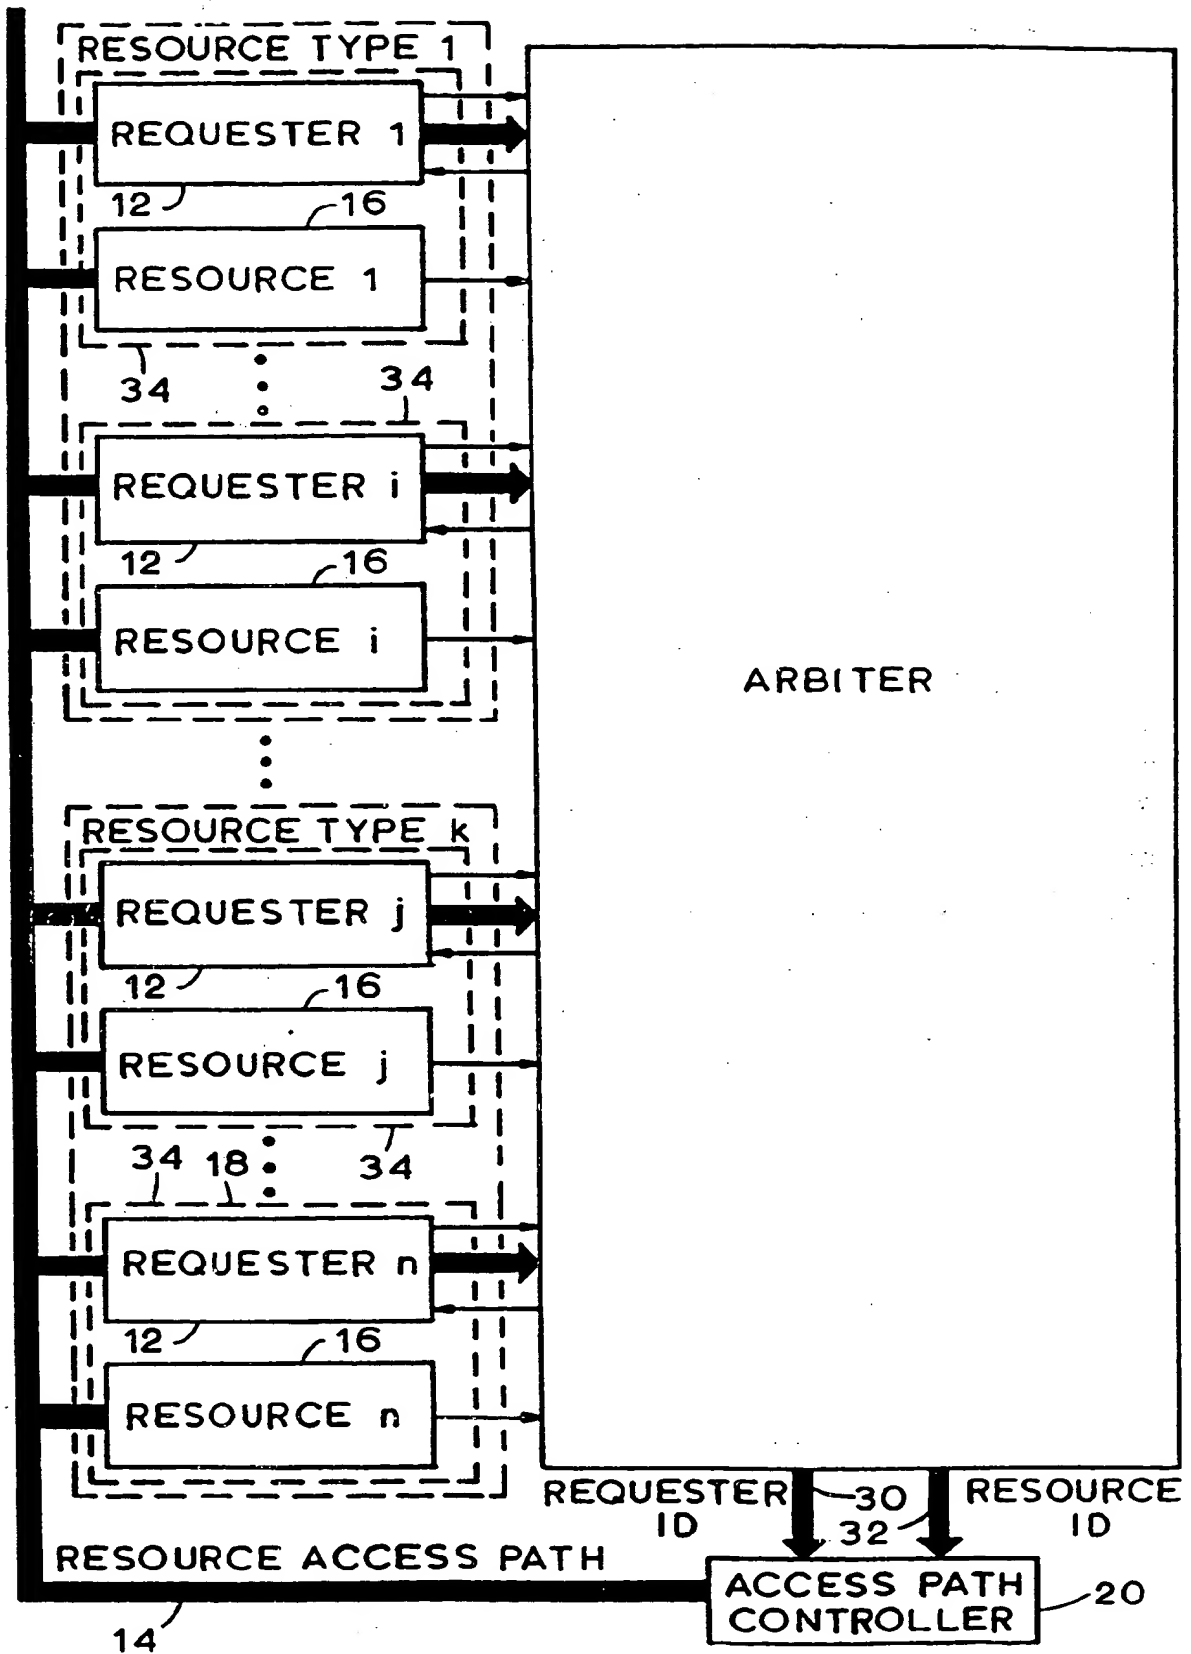 RESOURCE TYPE 1
REQUESTER 1
12
16
RESOURCE 1
34
34
REQUESTER i
12
16
RESOURCE i
ARBITER
RESOURCE TYPE k
REQUESTER j
12
16
RESOURCE j
34
18
34
REQUESTER n
12
16
RESOURCE n
REQUESTER ID
30
32
RESOURCE ID
RESOURCE ACCESS PATH
14
ACCESS PATH
CONTROLLER
20